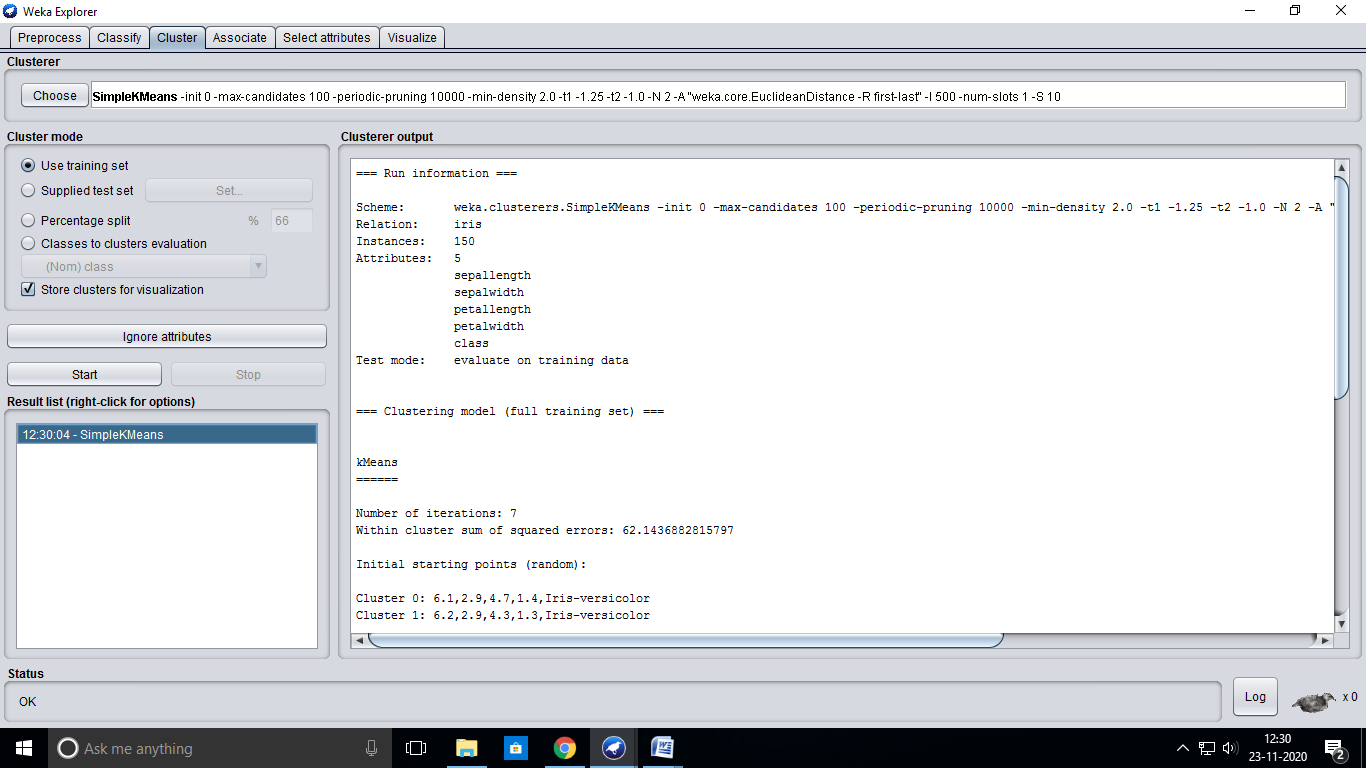 Weka Explorer
Preprocess Classify Cluster Associate Select attributes Visualize
Clusterer
Choose SimpleKMeans -init 0 -max-candidates 100 -periodic-pruning 10000 -min-density 2.0 -t1 -1.25 -t2 -1.0 -N 2 -A "weka.core.EuclideanDistance -R first-last" -I 500 -num-slots 1 -S 10
Cluster mode
Use training set
Supplied test set Set...
Percentage split % 66
Classes to clusters evaluation
(Nom) class
Store clusters for visualization
Ignore attributes
Start Stop
Result list (right-click for options)
12:30:04 - SimpleKMeans
Clusterer output
=== Run information ===
Scheme: weka.clusterers.SimpleKMeans -init 0 -max-candidates 100 -periodic-pruning 10000 -min-density 2.0 -t1 -1.25 -t2 -1.0 -N 2 -A "
Relation: iris
Instances: 150
Attributes: 5
sepallength
sepalwidth
petallength
petalwidth
class
Test mode: evaluate on training data
=== Clustering model (full training set) ===
kMeans
======
Number of iterations: 7
Within cluster sum of squared errors: 62.1436882815797
Initial starting points (random):
Cluster 0: 6.1,2.9,4.7,1.4,Iris-versicolor
Cluster 1: 6.2,2.9,4.3,1.3,Iris-versicolor
Status
OK
Log x 0
Ask me anything
12:30
23-11-2020
2